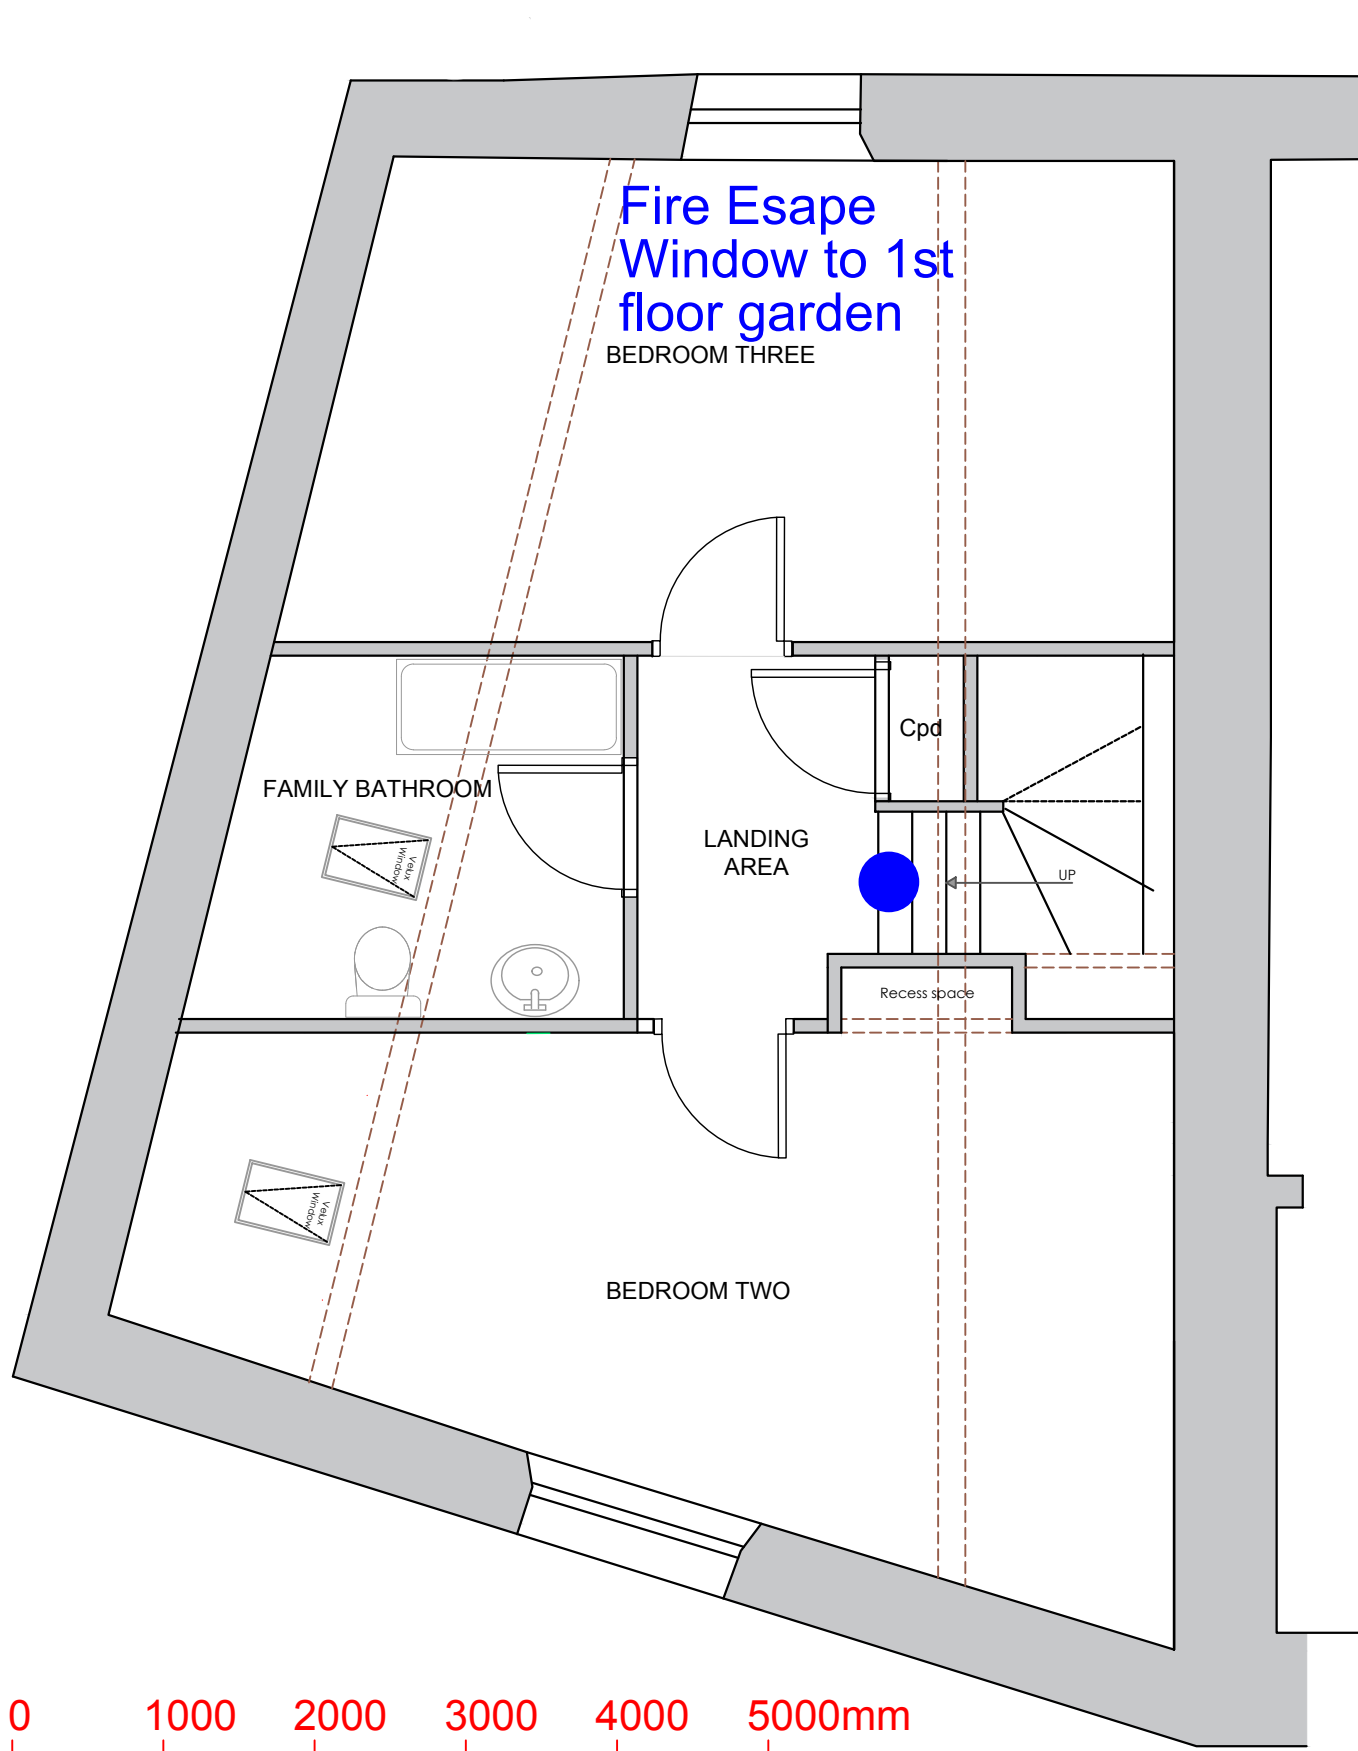 Fire Esape
Window to 1st
floor garden
BEDROOM THREE
Cpd
FAMILY BATHROOM
LANDING
AREA
Velux
Window
UP
Recess space
Velux
Window
BEDROOM TWO
0 1000 2000 3000 4000 5000mm